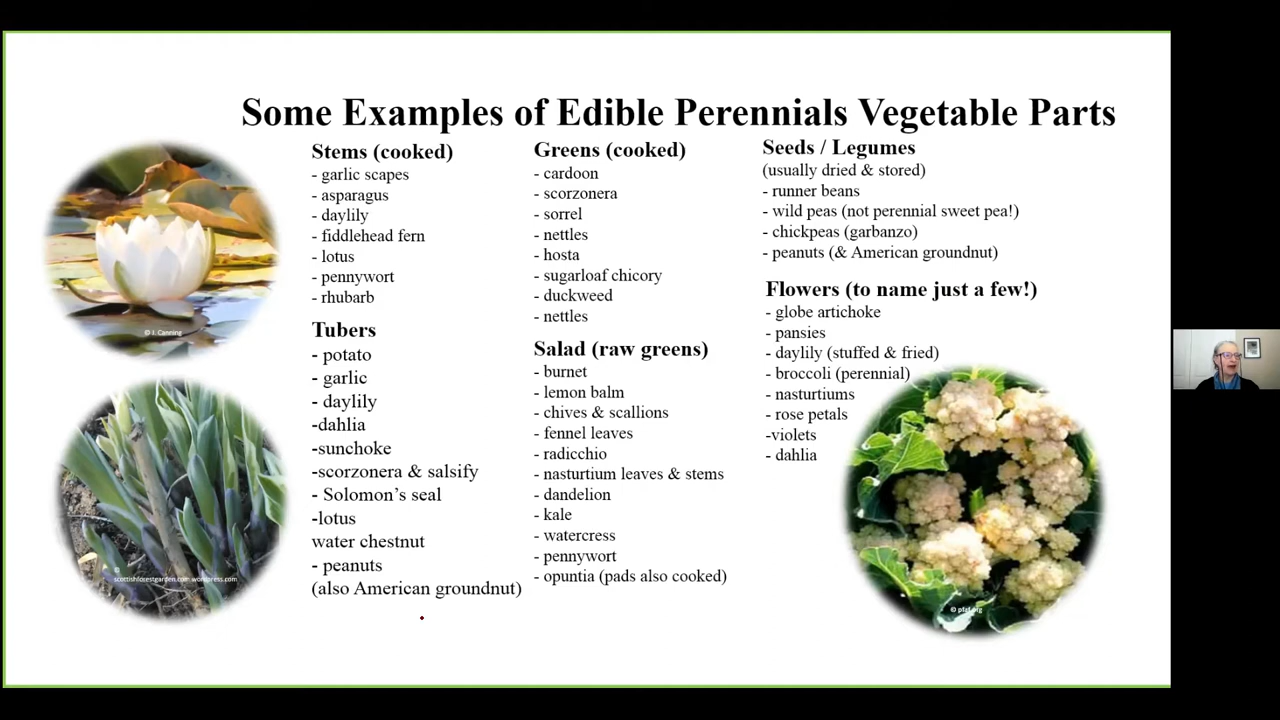 Some Examples of Edible Perennials Vegetable Parts
Stems (cooked)
- garlic scapes
- asparagus
- daylily
- fiddlehead fern
- lotus
- pennywort
- rhubarb
Tubers
- potato
- garlic
- daylily
-dahlia
-sunchoke
-scorzonera & salsify
- Solomon’s seal
-lotus
water chestnut
- peanuts
(also American groundnut)
Greens (cooked)
- cardoon
- scorzonera
- sorrel
- nettles
- hosta
- sugarloaf chicory
- duckweed
- nettles
Salad (raw greens)
- burnet
- lemon balm
- chives & scallions
- fennel leaves
- radicchio
- nasturtium leaves & stems
- dandelion
- kale
- watercress
- pennywort
- opuntia (pads also cooked)
Seeds / Legumes
(usually dried & stored)
- runner beans
- wild peas (not perennial sweet pea!)
- chickpeas (garbanzo)
- peanuts (& American groundnut)
Flowers (to name just a few!)
- globe artichoke
- pansies
- daylily (stuffed & fried)
- broccoli (perennial)
- nasturtiums
- rose petals
-violets
- dahlia
© J. Canning
©
scottishforestgarden.com.wordpress.com
© pfaf.org